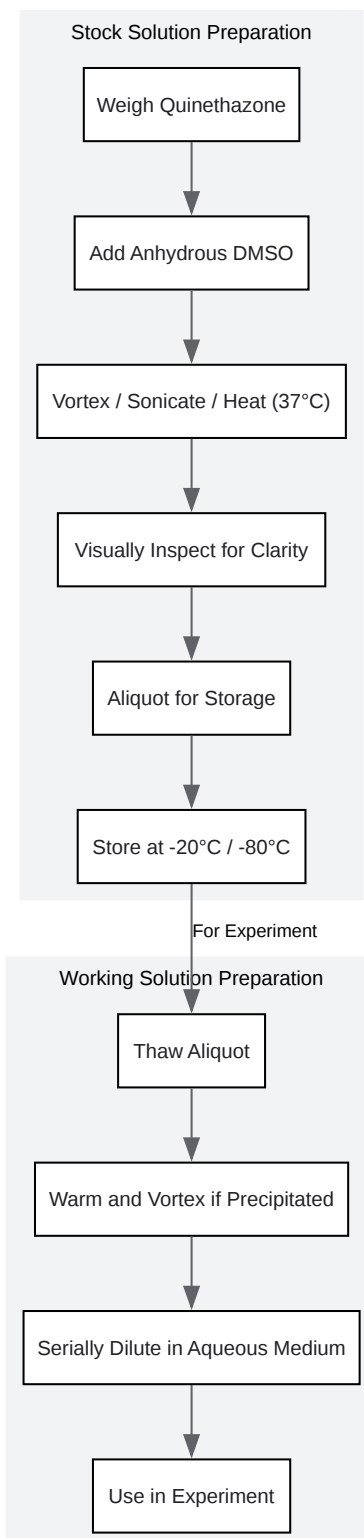 Stock Solution Preparation
Weigh Quinethazone
Add Anhydrous DMSO
Vortex / Sonicate / Heat (37°C)
Visually Inspect for Clarity
Aliquot for Storage
Store at -20°C / -80°C
For Experiment
Working Solution Preparation
Thaw Aliquot
Warm and Vortex if Precipitated
Serially Dilute in Aqueous Medium
Use in Experiment